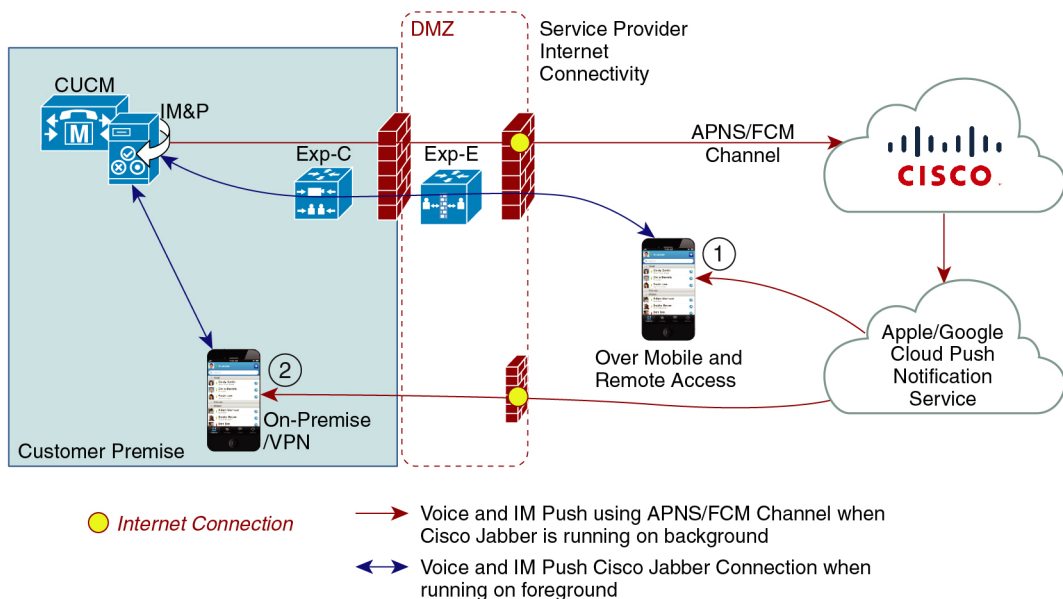 DMZ
Service Provider
Internet
Connectivity
CUCM
IM&P
M
Exp-C
Exp-E
APNS/FCM
Channel
CISCO
1
Over Mobile and
Remote Access
Apple/Google
Cloud Push
Notification
Service
2
On-Premise
/VPN
Customer Premise
Internet Connection
Voice and IM Push using APNS/FCM Channel when
Cisco Jabber is running on background
Voice and IM Push Cisco Jabber Connection when
running on foreground